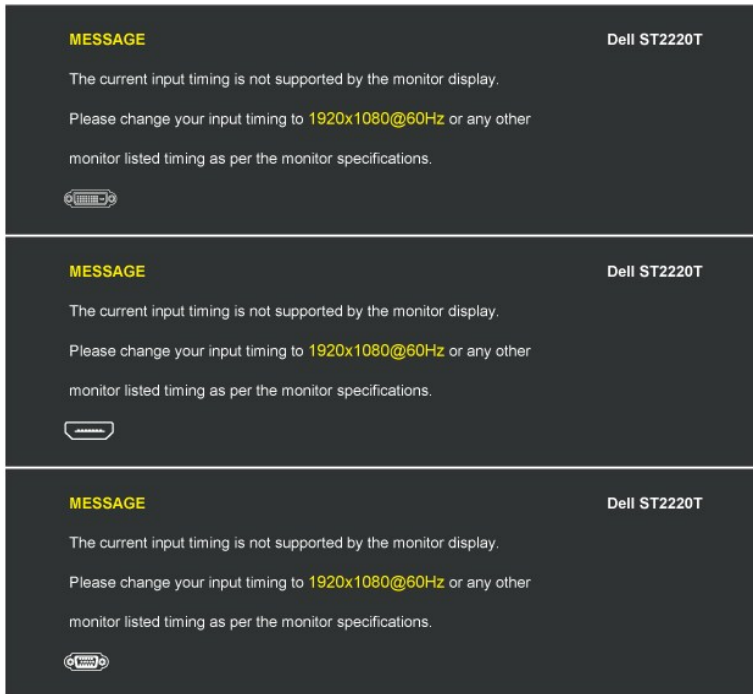 MESSAGE Dell ST2220T
The current input timing is not supported by the monitor display.
Please change your input timing to 1920x1080@60Hz or any other
monitor listed timing as per the monitor specifications.
MESSAGE Dell ST2220T
The current input timing is not supported by the monitor display.
Please change your input timing to 1920x1080@60Hz or any other
monitor listed timing as per the monitor specifications.
MESSAGE Dell ST2220T
The current input timing is not supported by the monitor display.
Please change your input timing to 1920x1080@60Hz or any other
monitor listed timing as per the monitor specifications.